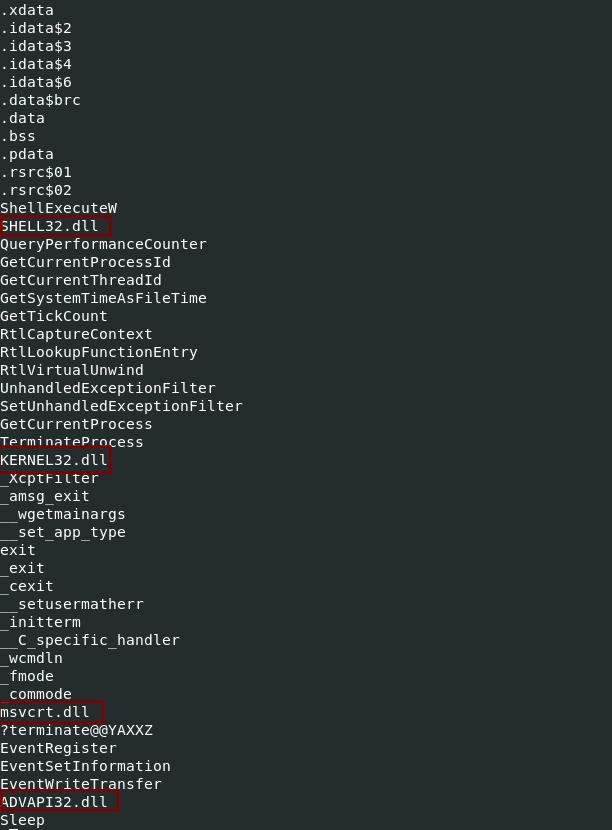 .xdata
.idata$2
.idata$3
.idata$4
.idata$6
.data$brc
.data
.bss
.pdata
.rsrc$01
.rsrc$02
ShellExecuteW
SHELL32.dll
QueryPerformanceCounter
GetCurrentProcessId
GetCurrentThreadId
GetSystemTimeAsFileTime
GetTickCount
RtlCaptureContext
RtlLookupFunctionEntry
RtlVirtualUnwind
UnhandledExceptionFilter
SetUnhandledExceptionFilter
GetCurrentProcess
TerminateProcess
KERNEL32.dll
_XcptFilter
_amsg_exit
__wgetmainargs
__set_app_type
exit
_exit
_cexit
__setusermatherr
_initterm
__C_specific_handler
_wcmdln
_fmode
_commode
msvcrt.dll
?terminate@@YAXXZ
EventRegister
EventSetInformation
EventWriteTransfer
ADVAPI32.dll
Sleep